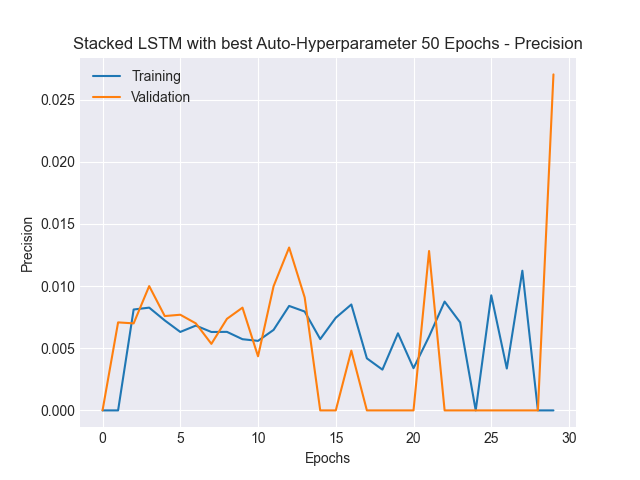 Stacked LSTM with best Auto-Hyperparameter 50 Epochs - Precision
Training
Validation
0.025
0.020
0.015
0.010
0.005
0.000
Precision
0 5 10 15 20 25 30
Epochs